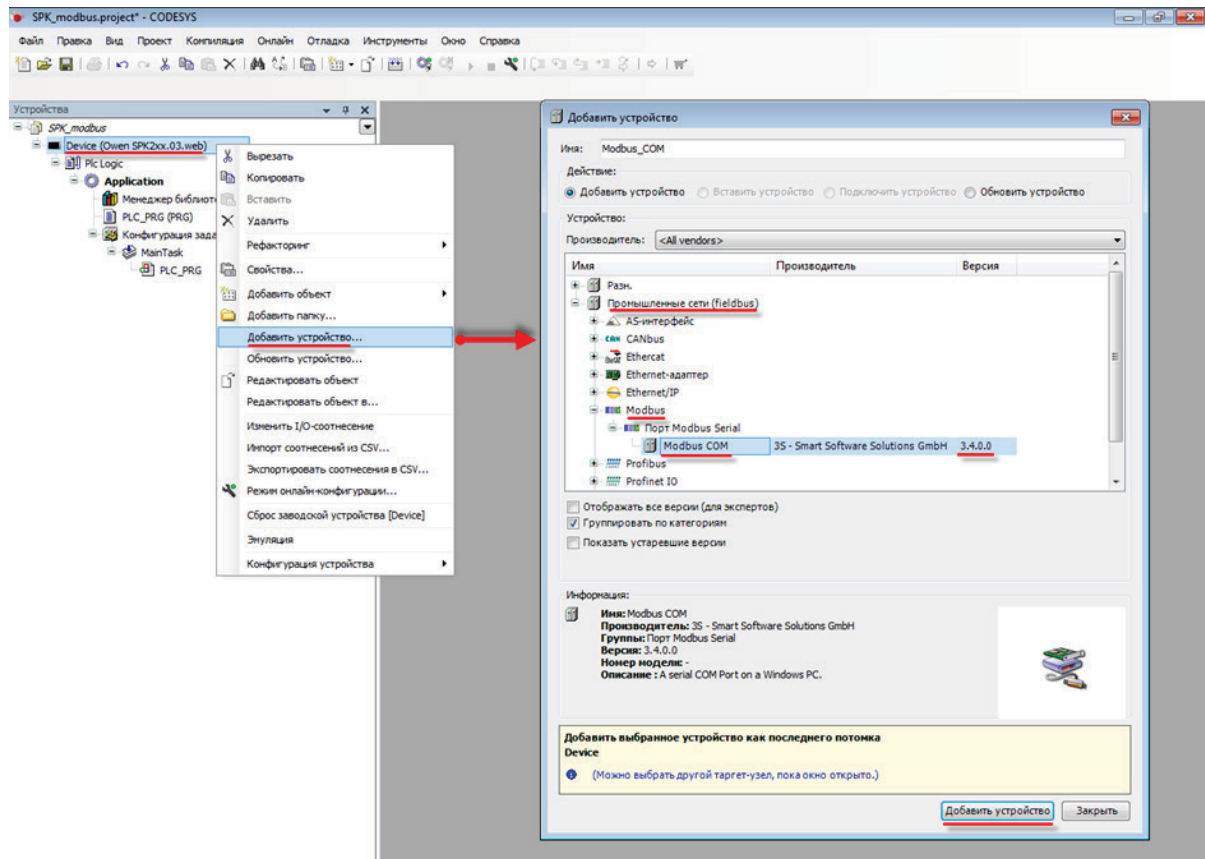 SPK_modbus.project* - CODESYS
Файл Правка Вид Проект Компиляция Онлайн Отладка Инструменты Окно Справка
Устройства
SPK_modbus
Device (Owen SPK2xx.03.web)
Plc Logic
Application
Менеджер библиот
PLC_PRG (PRG)
Конфигурация зада
MainTask
PLC_PRG
Вырезать
Копировать
Вставить
Удалить
Рефакторинг
Свойства...
Добавить объект
Добавить папку...
Добавить устройство...
Обновить устройство...
Редактировать объект
Редактировать объект в...
Изменить I/O-соотнесение
Импорт соотнесений из CSV...
Экспортировать соотнесения в CSV...
Режим онлайн-конфигурации...
Сброс заводской устройства [Device]
Эмуляция
Конфигурация устройства
Добавить устройство
Имя: Modbus_COM
Действие:
Добавить устройство Вставить устройство Подключить устройство Обновить устройство
Устройство:
Производитель: <All vendors>
Имя Производитель Версия
Разн.
Промышленные сети (fieldbus)
AS-интерфейс
CAN CANbus
Ethercat
Ethernet-адаптер
Ethernet/IP
Modbus
Порт Modbus Serial
Modbus COM 3S - Smart Software Solutions GmbH 3.4.0.0
Profibus
Profinet IO
Отображать все версии (для экспертов)
Группировать по категориям
Показать устаревшие версии
Информация:
Имя: Modbus COM
Производитель: 3S - Smart Software Solutions GmbH
Группы: Порт Modbus Serial
Версия: 3.4.0.0
Номер модели: -
Описание : A serial COM Port on a Windows PC.
Добавить выбранное устройство как последнего потомка
Device
(Можно выбрать другой таргет-узел, пока окно открыто.)
Добавить устройство Закрыть